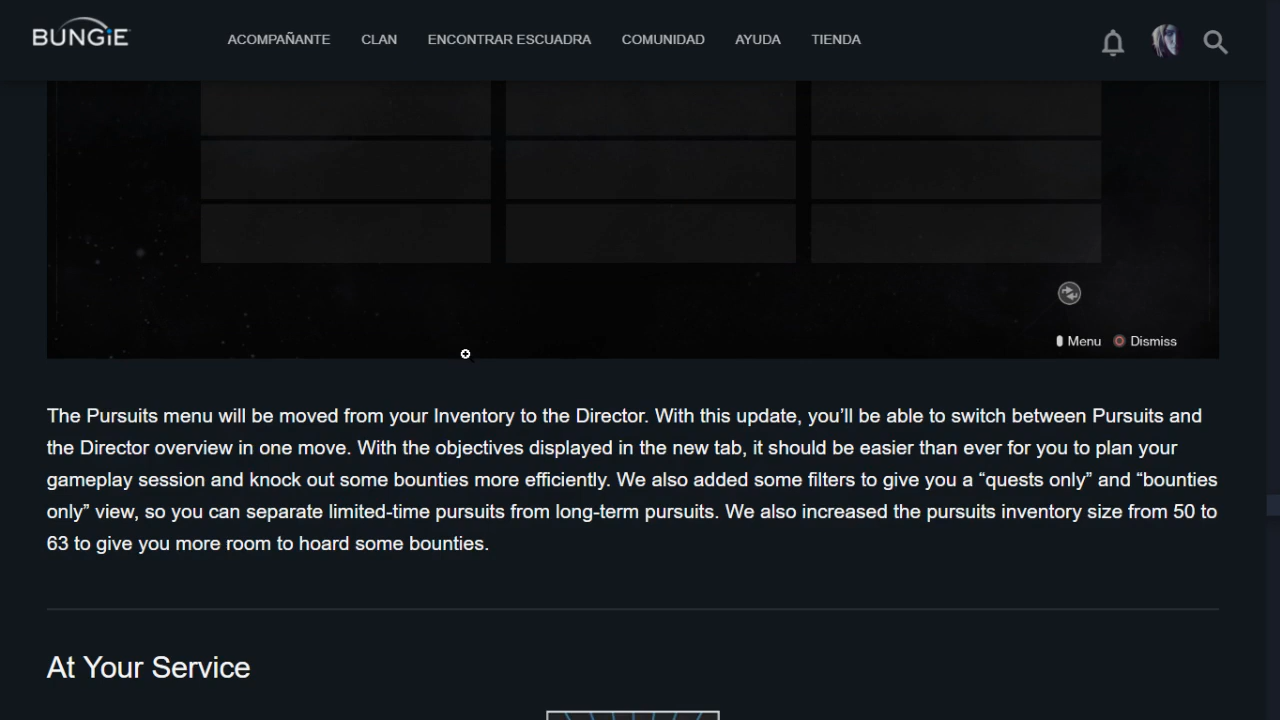 BUNGiE
ACOMPAÑANTE CLAN ENCONTRAR ESCUADRA COMUNIDAD AYUDA TIENDA
Menu Dismiss
The Pursuits menu will be moved from your Inventory to the Director. With this update, you’ll be able to switch between Pursuits and
the Director overview in one move. With the objectives displayed in the new tab, it should be easier than ever for you to plan your
gameplay session and knock out some bounties more efficiently. We also added some filters to give you a “quests only” and “bounties
only” view, so you can separate limited-time pursuits from long-term pursuits. We also increased the pursuits inventory size from 50 to
63 to give you more room to hoard some bounties.
At Your Service